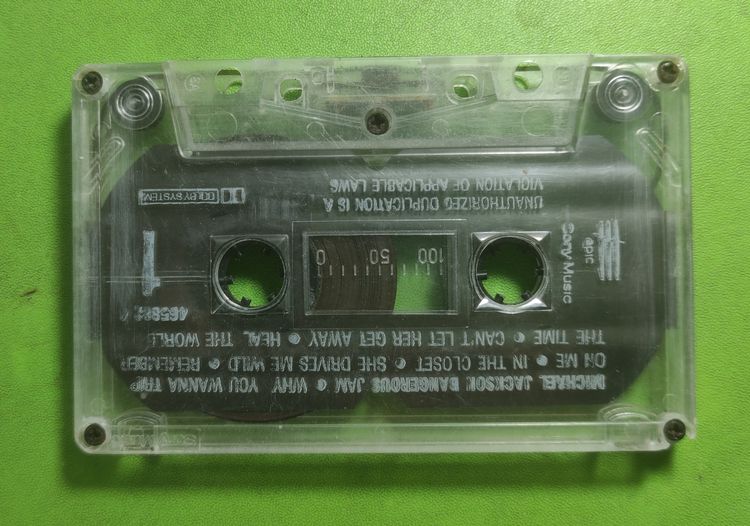 MICHAEL JACKSON DANGEROUS JAM ● WHY YOU WANNA TRIP
ON ME ● IN THE CLOSET ● SHE DRIVES ME WILD ● REMEMBER
THE TIME ● CAN'T LET HER GET AWAY ● HEAL THE WORLD
Sony Music
epic
100 50 0
1
UNAUTHORIZED DUPLICATION IS A
VIOLATION OF APPLICABLE LAWS
DOLBY SYSTEM